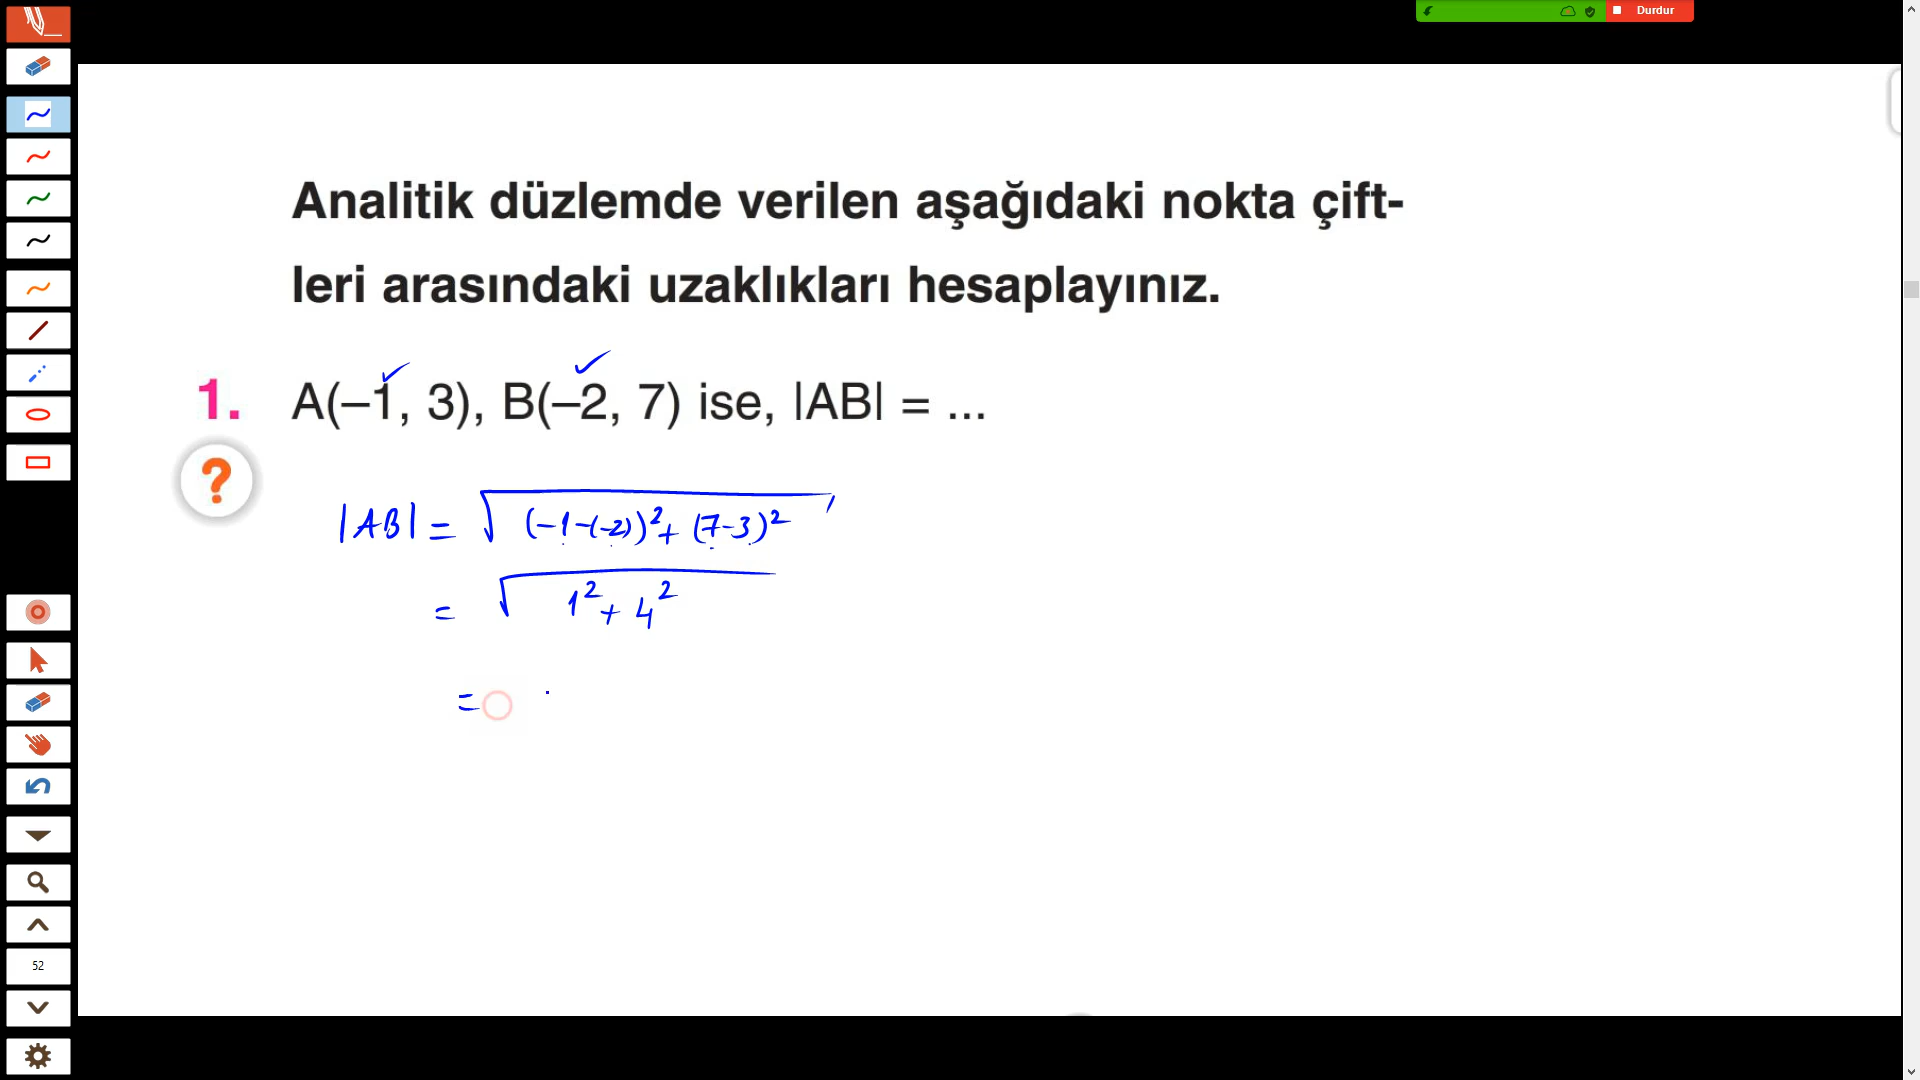 Durdur
Analitik düzlemde verilen aşağıdaki nokta çift-
leri arasındaki uzaklıkları hesaplayınız.
1. A(–1, 3), B(–2, 7) ise, |AB| = ...
?
|AB| = √(-1-(-2))² + (7-3)²
= √1² + 4²
=
52